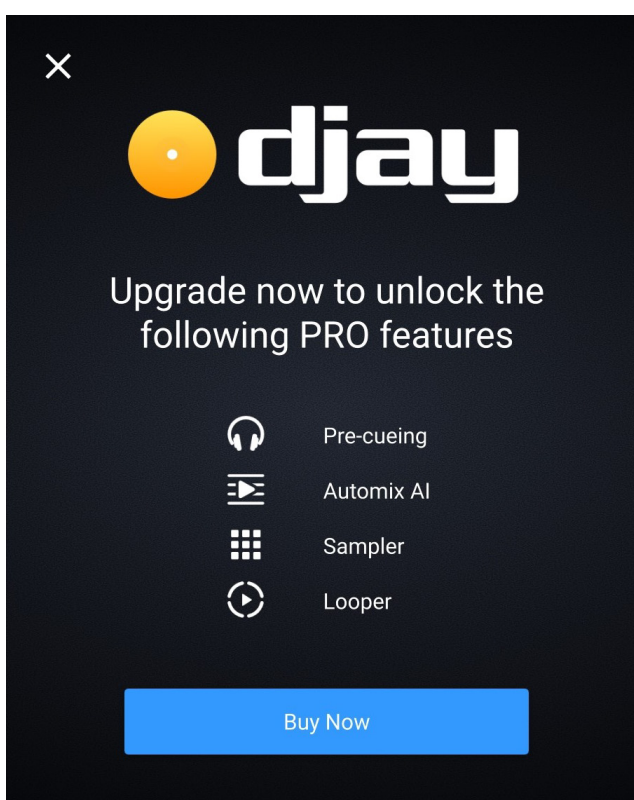 djay
Upgrade now to unlock the
following PRO features
Pre-cueing
Automix AI
Sampler
Looper
Buy Now